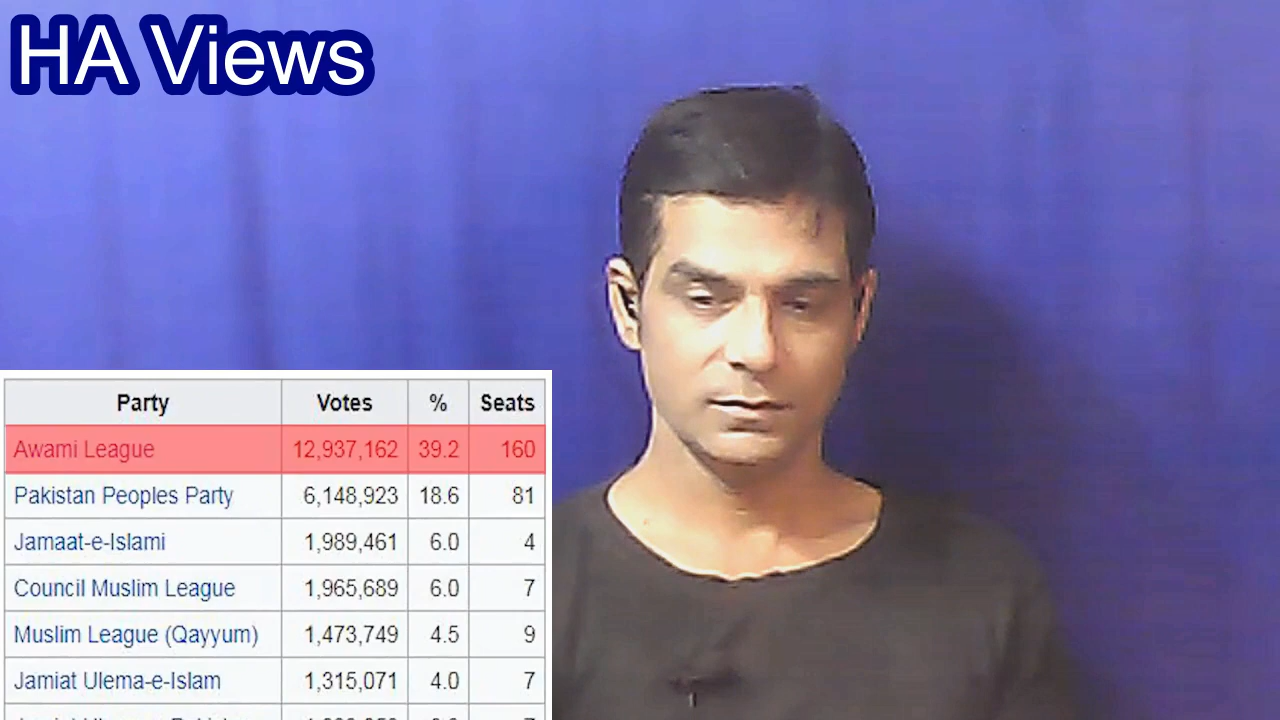 HA Views
Party Votes % Seats
Awami League 12,937,162 39.2 160
Pakistan Peoples Party 6,148,923 18.6 81
Jamaat-e-Islami 1,989,461 6.0 4
Council Muslim League 1,965,689 6.0 7
Muslim League (Qayyum) 1,473,749 4.5 9
Jamiat Ulema-e-Islam 1,315,071 4.0 7